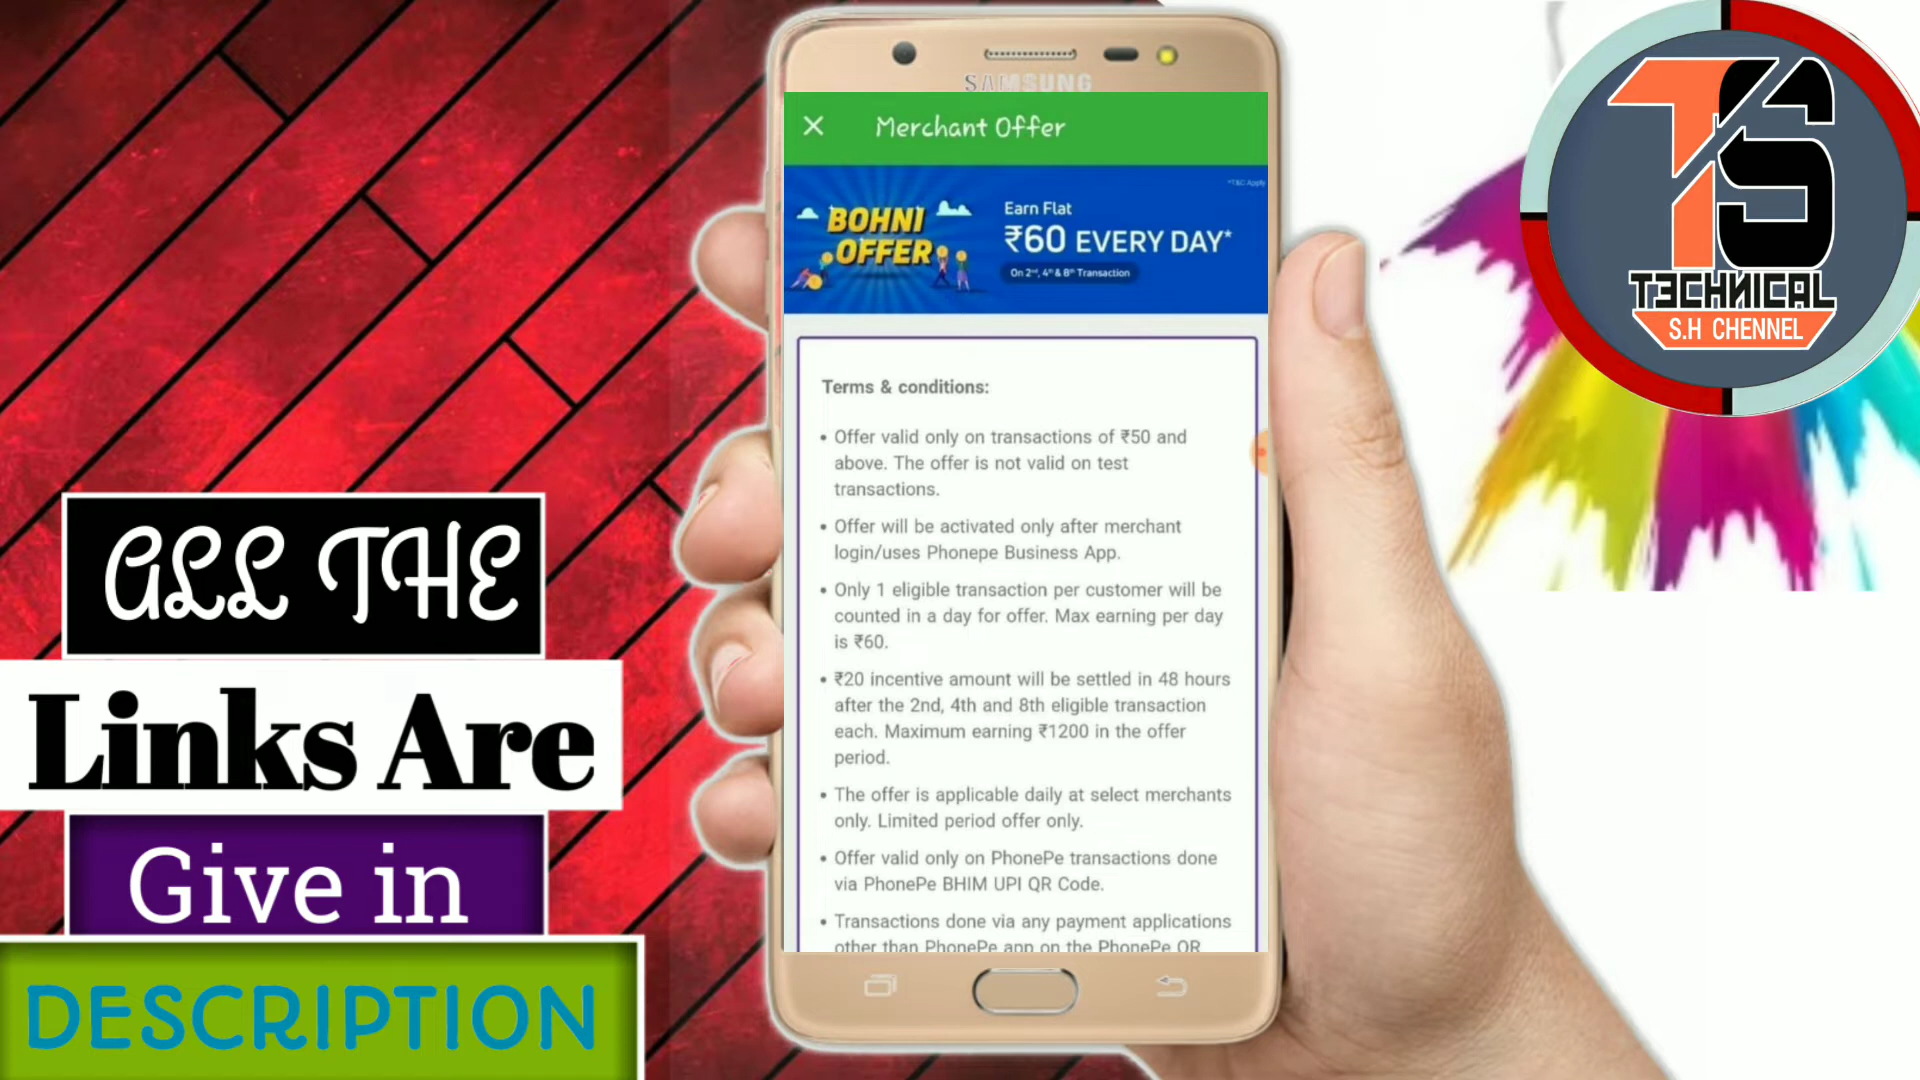 SAMSUNG
Merchant Offer
*T&C Apply
BOHNI
OFFER
Earn Flat
₹60 EVERY DAY*
On 2nd, 4th & 8th Transaction
Terms & conditions:
• Offer valid only on transactions of ₹50 and
above. The offer is not valid on test
transactions.
• Offer will be activated only after merchant
login/uses Phonepe Business App.
• Only 1 eligible transaction per customer will be
counted in a day for offer. Max earning per day
is ₹60.
• ₹20 incentive amount will be settled in 48 hours
after the 2nd, 4th and 8th eligible transaction
each. Maximum earning ₹1200 in the offer
period.
• The offer is applicable daily at select merchants
only. Limited period offer only.
• Offer valid only on PhonePe transactions done
via PhonePe BHIM UPI QR Code.
• Transactions done via any payment applications
other than PhonePe app on the PhonePe QR
ALL THE
Links Are
Give in
DESCRIPTION
TS
TECHNICAL
S.H CHENNEL